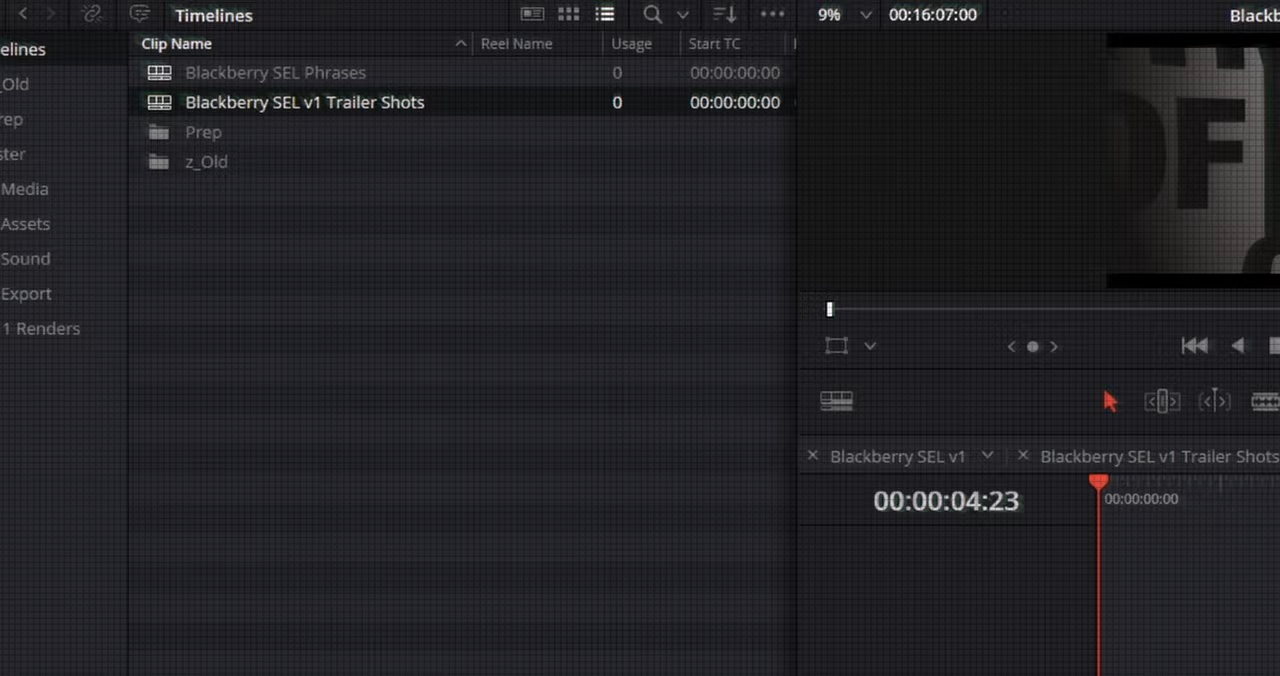 Timelines
9%
00:16:07:00
Blackb
elines
_Old
rep
ster
Media
Assets
Sound
Export
1 Renders
Clip Name
Reel Name
Usage
Start TC
Blackberry SEL Phrases
0
00:00:00:00
Blackberry SEL v1 Trailer Shots
0
00:00:00:00
Prep
z_Old
OF
Blackberry SEL v1
Blackberry SEL v1 Trailer Shots
00:00:04:23
00:00:00:00